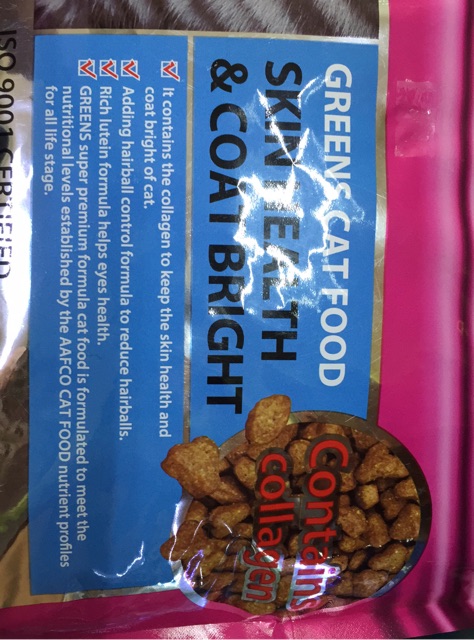 GREENS CAT FOOD
SKIN HEALTH
& COAT BRIGHT
Contains
collagen
It contains the collagen to keep the skin health and
coat bright of cat.
Adding hairball control formula to reduce hairballs.
Rich lutein formula helps eyes health.
GREENS super premium formula cat food is formulated to meet the
nutritional levels established by the AAFCO CAT FOOD nutrient profiles
for all life stage.
ISO 9001 CERTIFIED